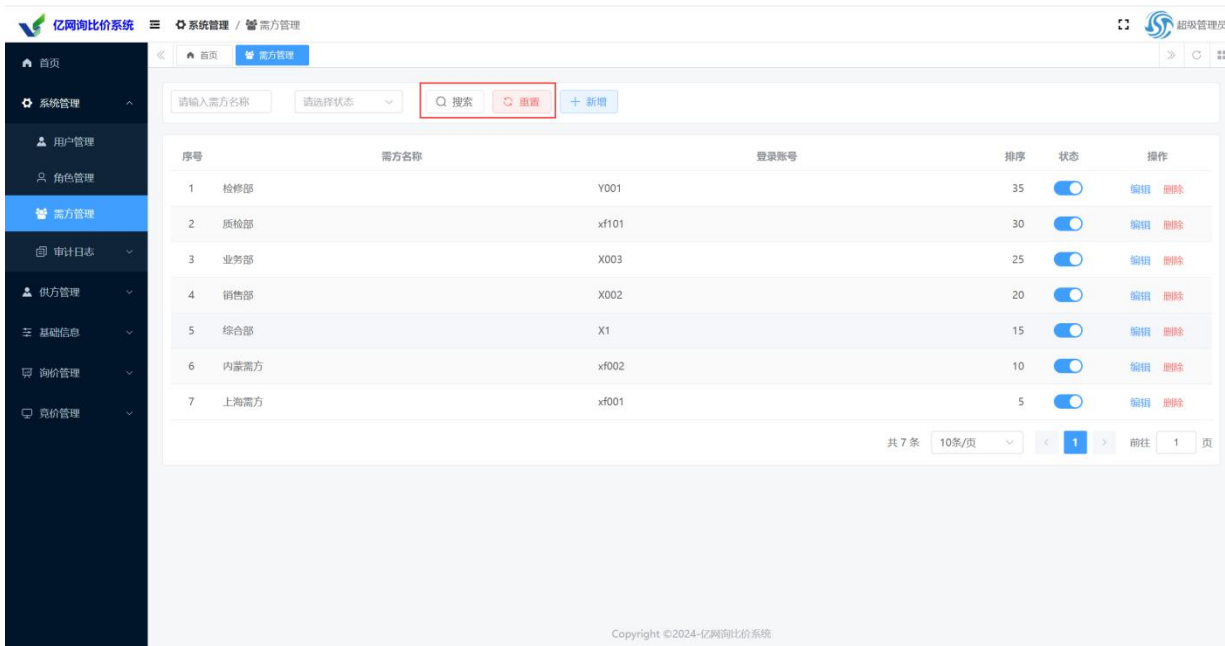 亿网询比价系统 系统管理 / 需方管理 超级管理员
首页 首页 需方管理
系统管理 请输入需方名称 请选择状态 搜索 重置 新增
用户管理
序号 需方名称 登录账号 排序 状态 操作
角色管理
1 检修部 Y001 35 编辑 删除
需方管理
2 质检部 xf101 30 编辑 删除
审计日志
3 业务部 X003 25 编辑 删除
供方管理
4 销售部 X002 20 编辑 删除
基础信息
5 综合部 X1 15 编辑 删除
询价管理
6 内蒙需方 xf002 10 编辑 删除
竞价管理
7 上海需方 xf001 5 编辑 删除
共 7 条 10条/页 1 前往 1 页
Copyright ©2024-亿网询比价系统